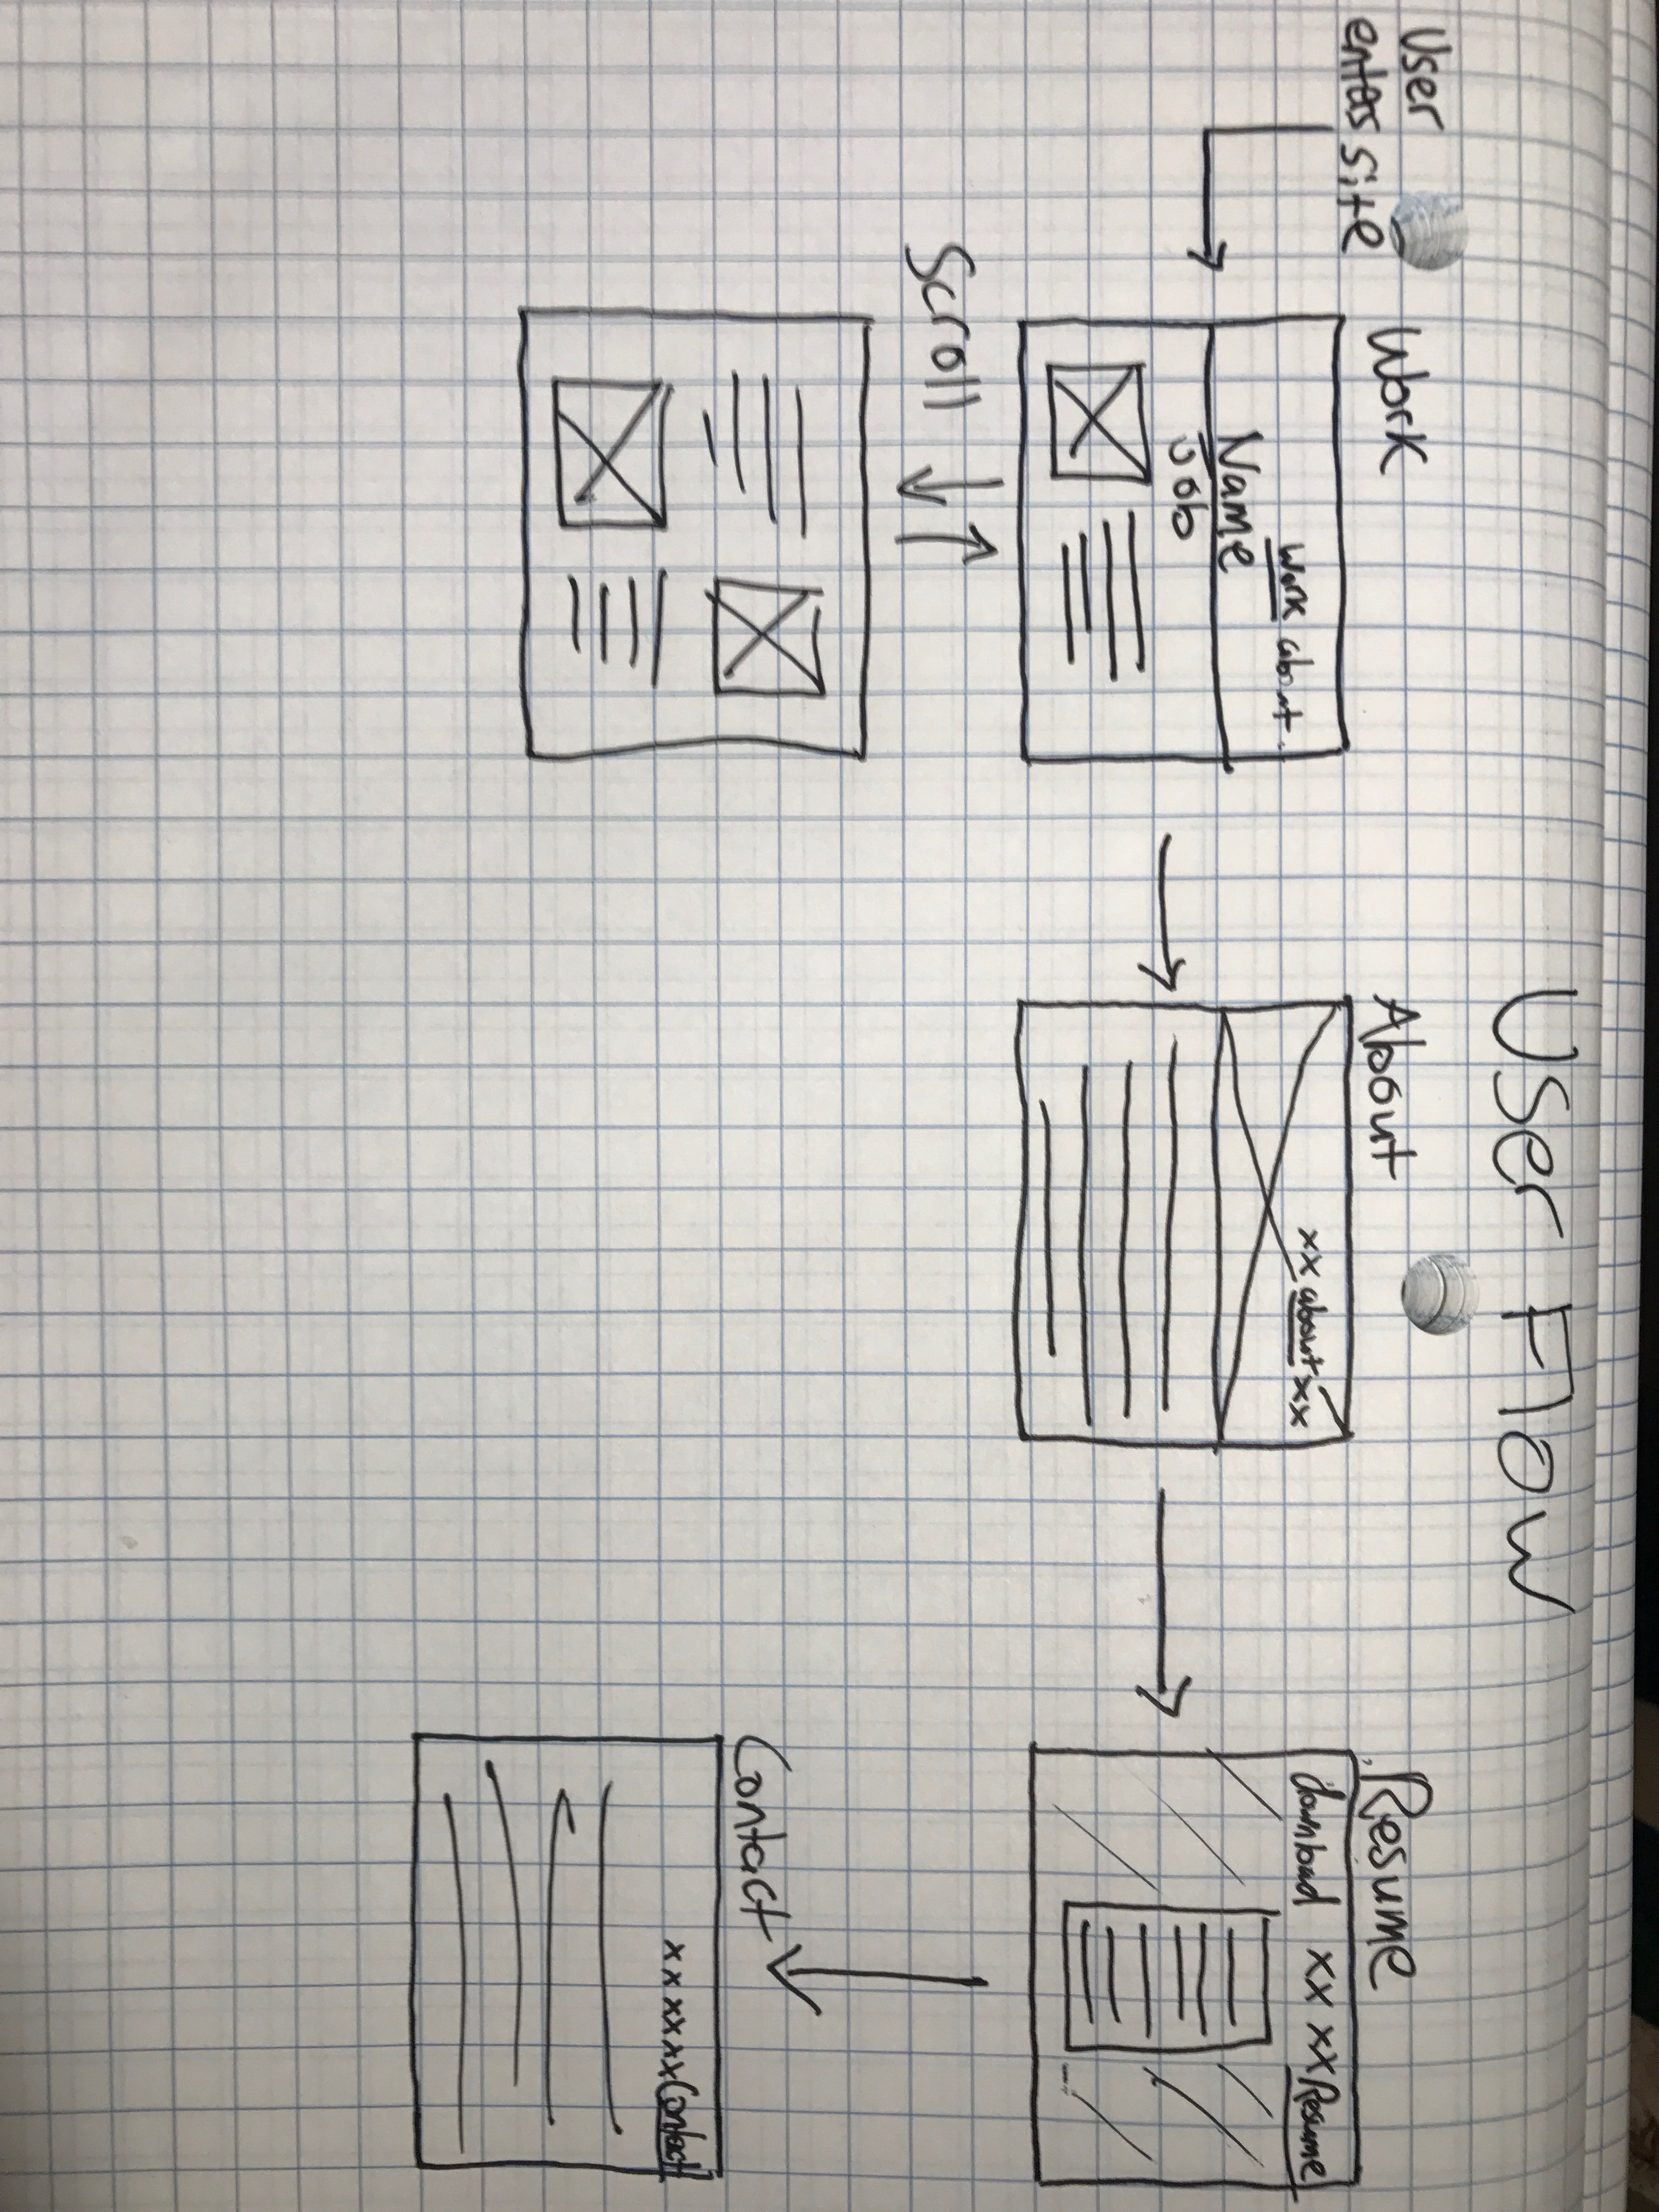 User Flow
User
enters site
Work
work about
Name
Job
Scroll
About
xx about xx
Resume
download xx xx Resume
Contact
xx xx xx Contact